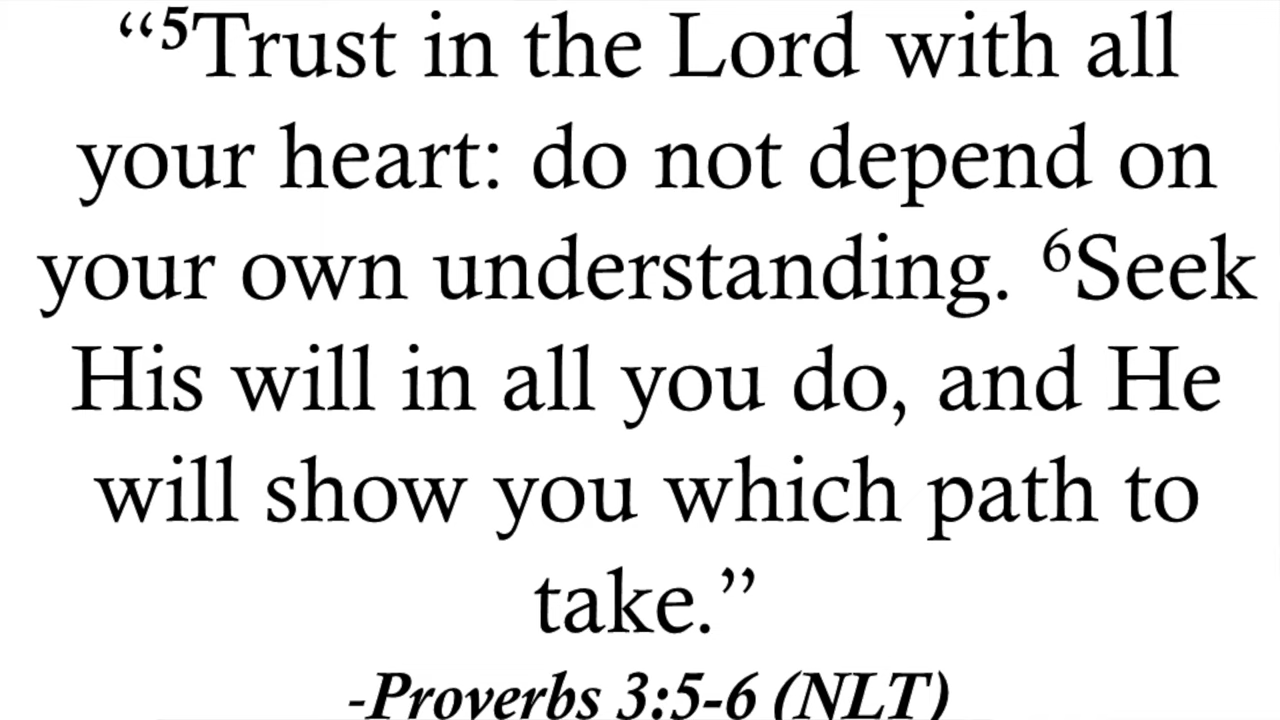 “⁵Trust in the Lord with all
your heart: do not depend on
your own understanding. ⁶Seek
His will in all you do, and He
will show you which path to
take.”
-Proverbs 3:5-6 (NLT)